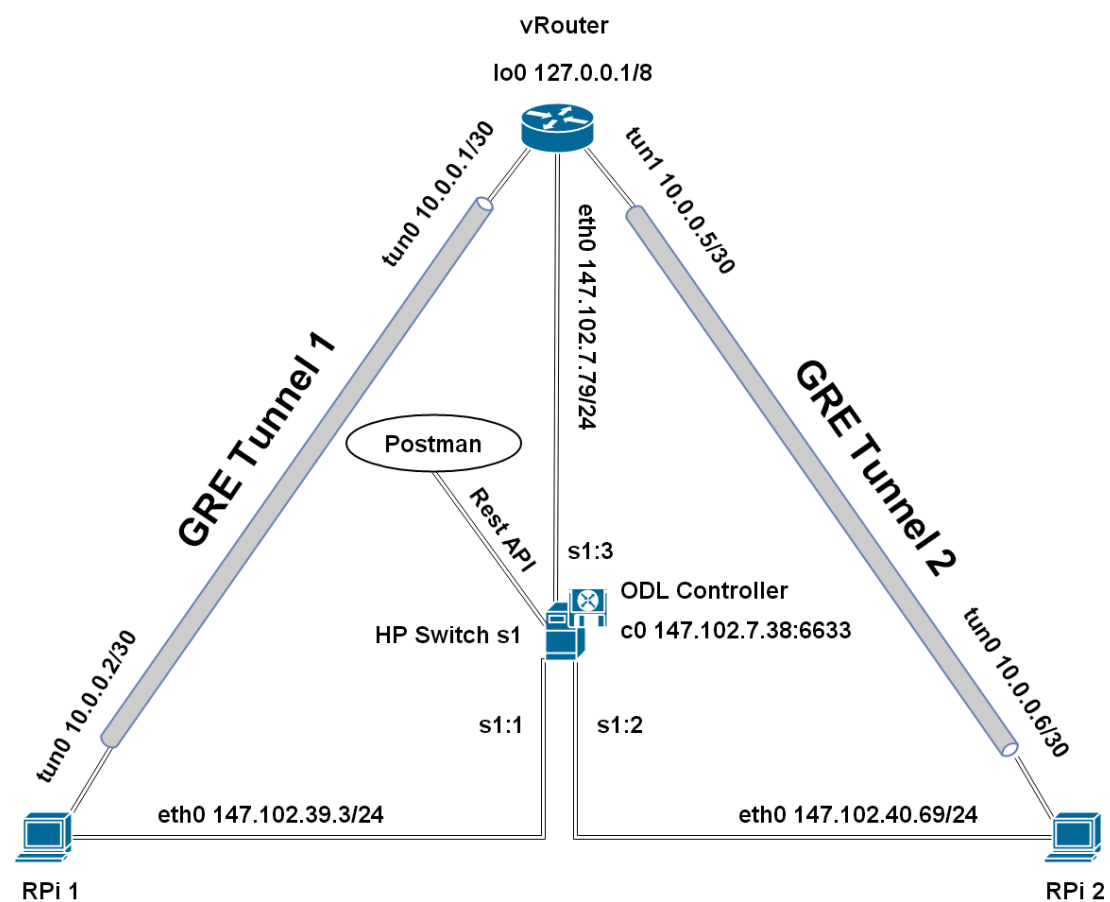 vRouter
lo0 127.0.0.1/8
tun0 10.0.0.1/30
tun1 10.0.0.5/30
eth0 147.102.7.79/24
GRE Tunnel 1
GRE Tunnel 2
Postman
Rest API
s1:3
ODL Controller
HP Switch s1
c0 147.102.7.38:6633
tun0 10.0.0.2/30
tun0 10.0.0.6/30
s1:1
s1:2
eth0 147.102.39.3/24
eth0 147.102.40.69/24
RPi 1
RPi 2